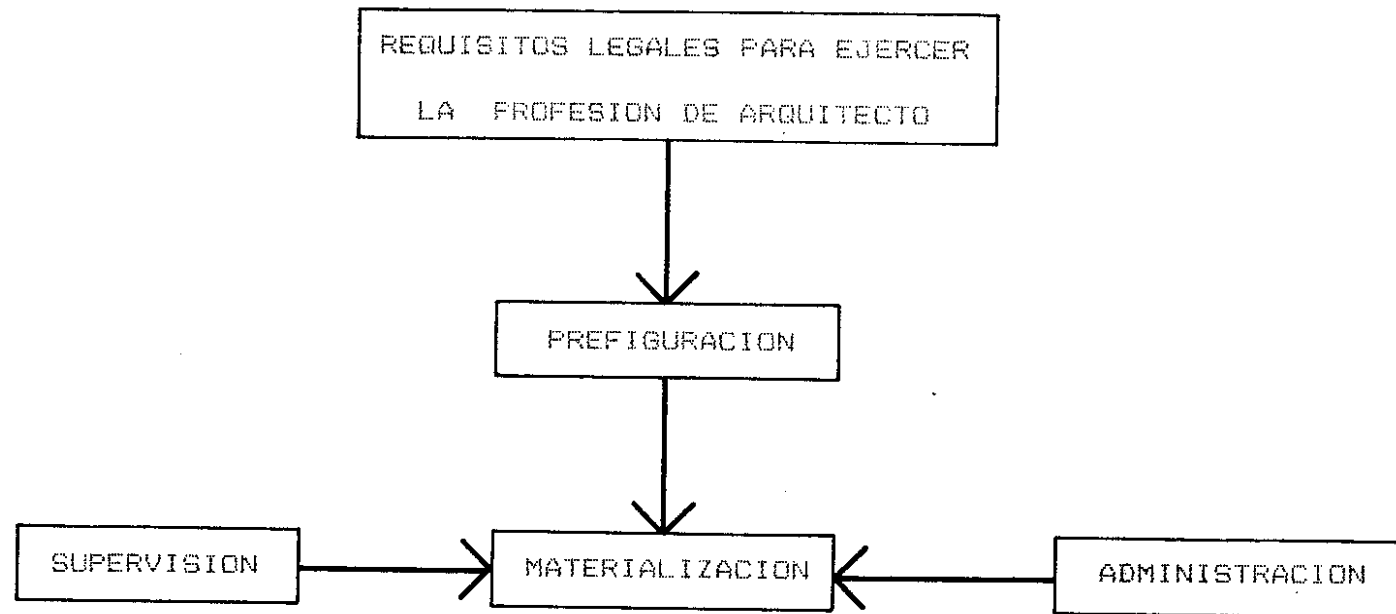 REQUISITOS LEGALES PARA EJERCER
LA PROFESION DE ARQUITECTO
PREFIGURACION
SUPERVISION
MATERIALIZACION
ADMINISTRACION